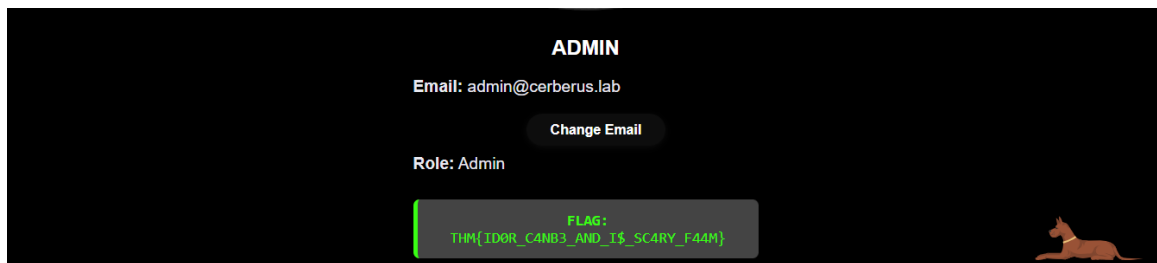 ADMIN
Email: admin@cerberus.lab
Change Email
Role: Admin
FLAG:
THM{ID0R_C4NB3_AND_I$_SC4RY_F44M}